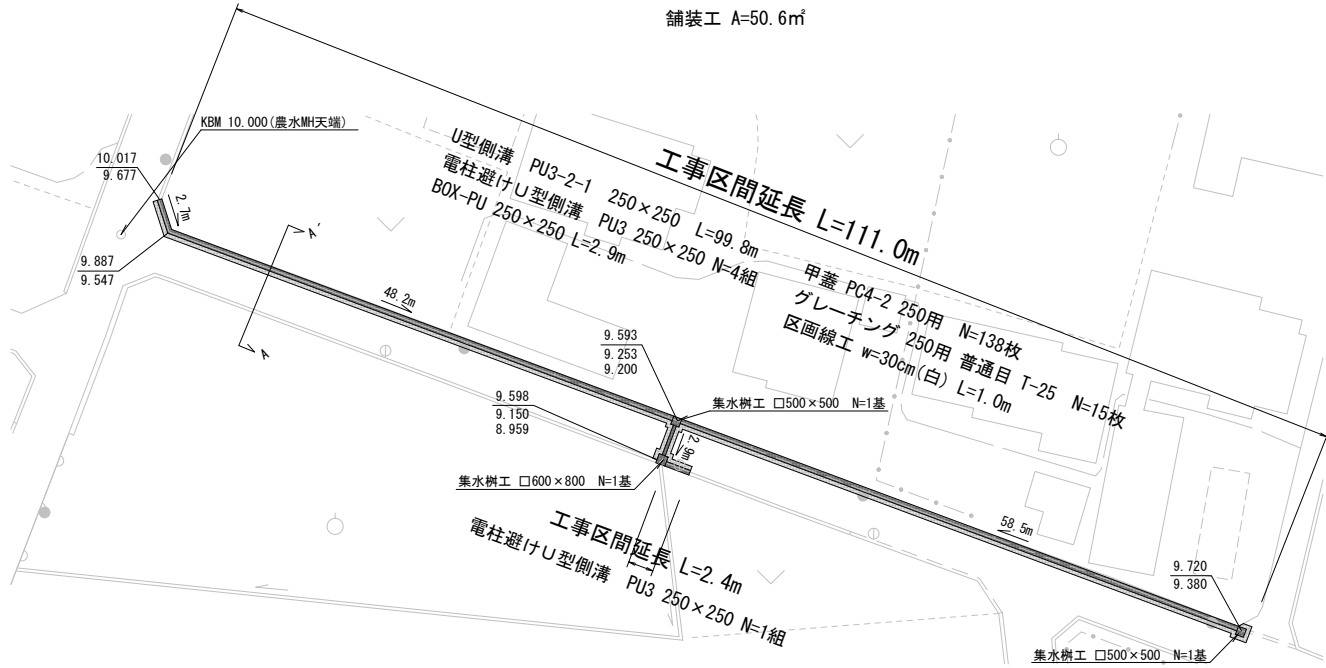 舗装工 A=50.6㎡
KBM 10.000(農水MH天端)
10.017
9.677
2.7m
9.887
9.547
A'
A
48.2m
U型側溝 PU3-2-1 250×250 L=99.8m
電柱避けU型側溝 PU3 250×250 N=4組
BOX-PU 250×250 L=2.9m
工事区間延長 L=111.0m
甲蓋 PC4-2 250用 N=138枚
グレーチング 250用 普通目 T-25 N=15枚
区画線工 w=30cm(白) L=1.0m
9.593
9.253
9.200
9.598
9.150
8.959
集水桝工 □500×500 N=1基
2.9m
集水桝工 □600×800 N=1基
工事区間延長 L=2.4m
電柱避けU型側溝 PU3 250×250 N=1組
58.5m
9.720
9.380
集水桝工 □500×500 N=1基